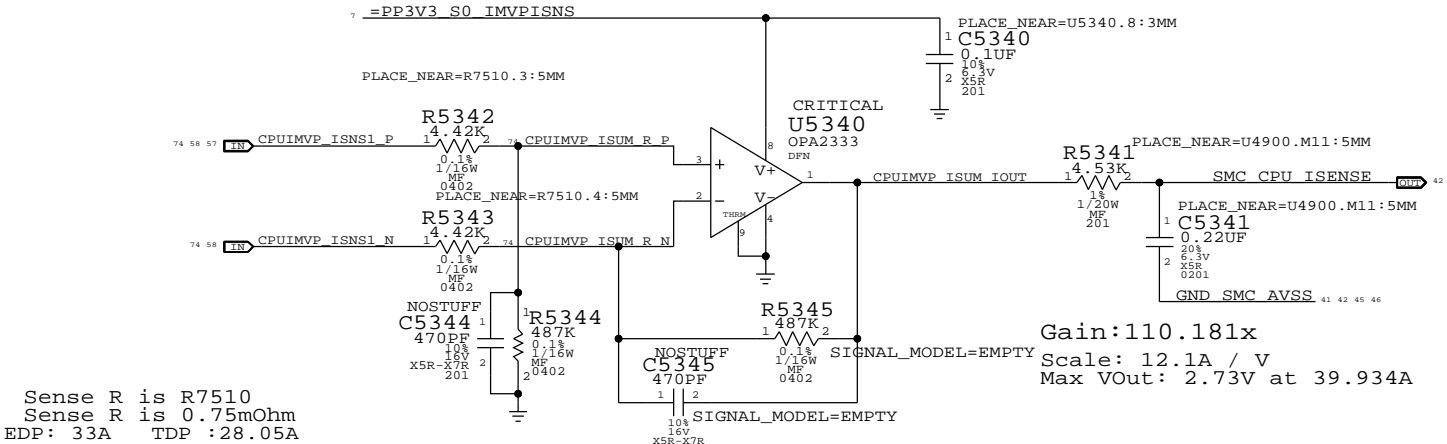 7 =PP3V3_S0_IMVPISNS
PLACE_NEAR=U5340.8:3MM
1 C5340
0.1UF
10%
6.3V
2 X5R
201
PLACE_NEAR=R7510.3:5MM
CRITICAL
U5340
OPA2333
DFN
R5342
4.42K
74 58 57 IN CPUIMVP_ISNS1_P 1 2 74 CPUIMVP_ISUM_R_P
0.1%
1/16W
MF
0402
3 + 8 V+
1 CPUIMVP_ISUM_IOUT
2 - V- 4
THRM 9
PLACE_NEAR=U4900.M11:5MM
R5341
4.53K
1 2 SMC_CPU_ISENSE OUT 42
1%
1/20W
MF
201
PLACE_NEAR=R7510.4:5MM
R5343
4.42K
74 58 IN CPUIMVP_ISNS1_N 1 2 74 CPUIMVP_ISUM_R_N
0.1%
1/16W
MF
0402
PLACE_NEAR=U4900.M11:5MM
1 C5341
0.22UF
20%
6.3V
2 X5R
0201
GND_SMC_AVSS 41 42 45 46
NOSTUFF
C5344 1
470PF
10%
16V
X5R-X7R 2
201
1 R5344
487K
0.1%
1/16W
MF
2 0402
R5345
487K
1 2
0.1%
1/16W
MF
0402
SIGNAL_MODEL=EMPTY
NOSTUFF
C5345
470PF
1 2
10%
16V
X5R-X7R
SIGNAL_MODEL=EMPTY
Gain:110.181x
Scale: 12.1A / V
Max VOut: 2.73V at 39.934A
Sense R is R7510
Sense R is 0.75mOhm
EDP: 33A TDP :28.05A